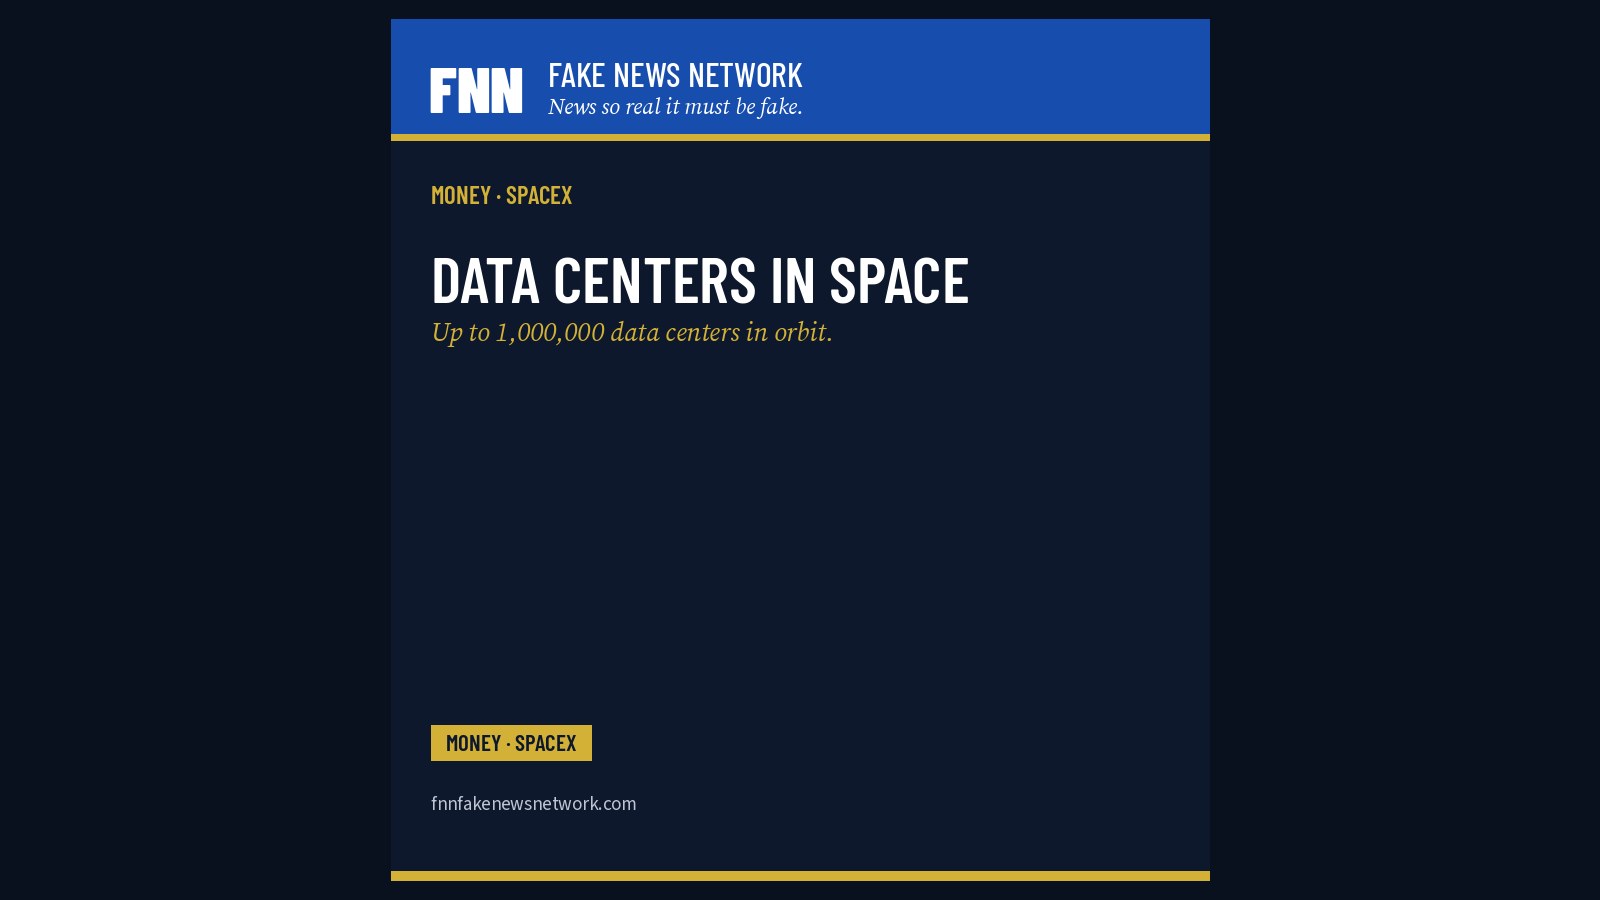 FNN
FAKE NEWS NETWORK
News so real it must be fake.
MONEY · SPACEX
DATA CENTERS IN SPACE
Up to 1,000,000 data centers in orbit.
MONEY · SPACEX
fnnfakenewsnetwork.com